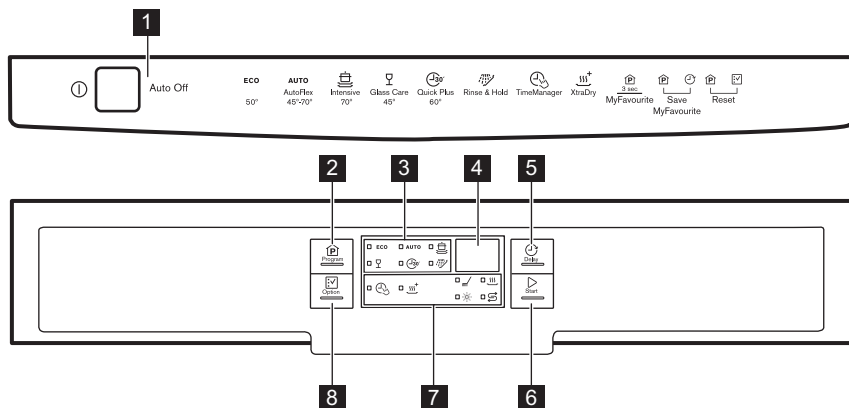 1
Auto Off
ECO
50°
AUTO
AutoFlex
45°-70°
Intensive
70°
Glass Care
45°
30'
Quick Plus
60°
Rinse & Hold
TimeManager
XtraDry
P
3 sec
MyFavourite
P
Save
MyFavourite
P
Reset
2
3
4
5
P
Program
ECO
AUTO
30'
Delay
Option
Start
8
7
6